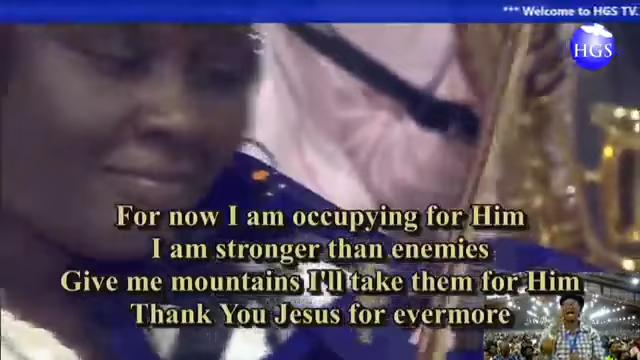 *** Welcome to HGS TV.
HGS
For now I am occupying for Him
I am stronger than enemies
Give me mountains I'll take them for Him
Thank You Jesus for evermore